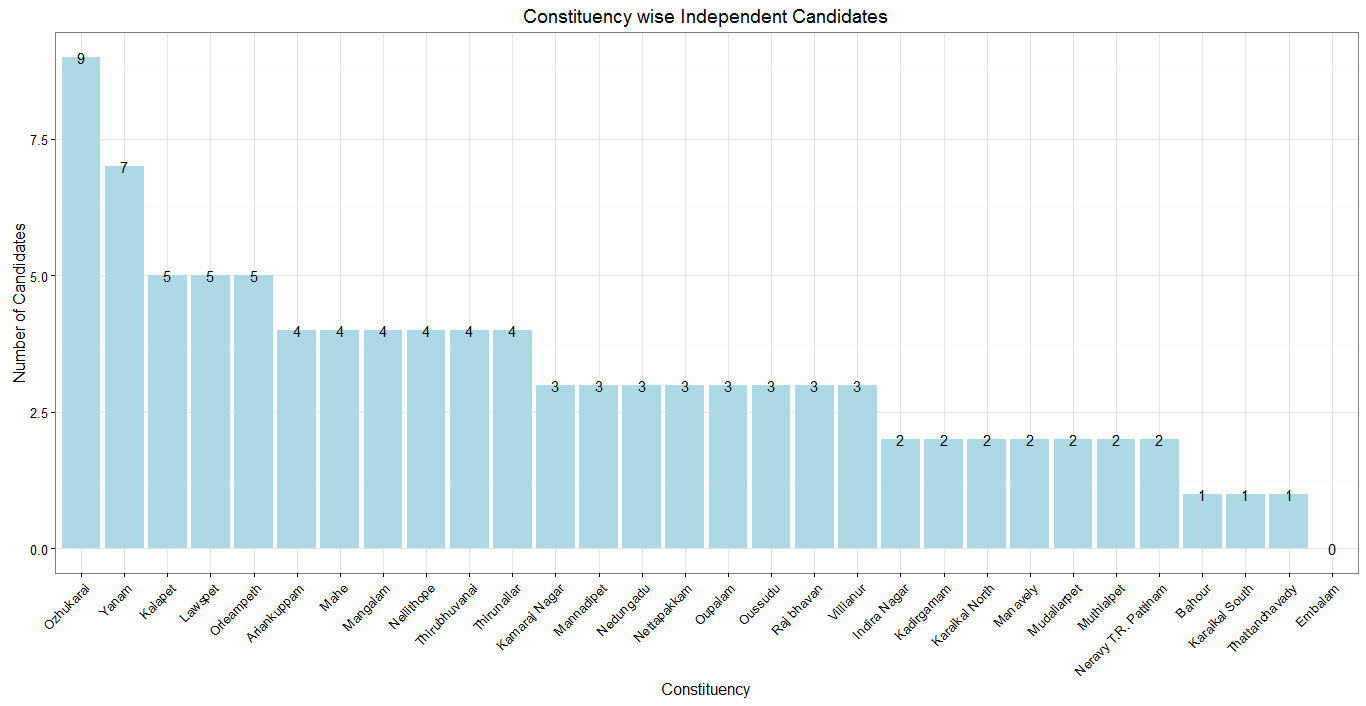 Constituency wise Independent Candidates
Number of Candidates
7.5
5.0
2.5
0.0
9
7
5
5
5
4
4
4
4
4
4
3
3
3
3
3
3
3
3
2
2
2
2
2
2
2
1
1
1
0
Ozhukarai
Yanam
Kalapet
Lawspet
Orleampeth
Ariankuppam
Mahe
Mangalam
Nellithope
Thirubhuvanai
Thirunallar
Kamaraj Nagar
Mannadipet
Nedungadu
Nettapakkam
Oupalam
Oussudu
Raj bhavan
Villianur
Indira Nagar
Kadirgamam
Karaikal North
Manavely
Mudaliarpet
Muthialpet
Neravy T.R. Pattinam
Bahour
Karaikal South
Thattanchavady
Embalam
Constituency